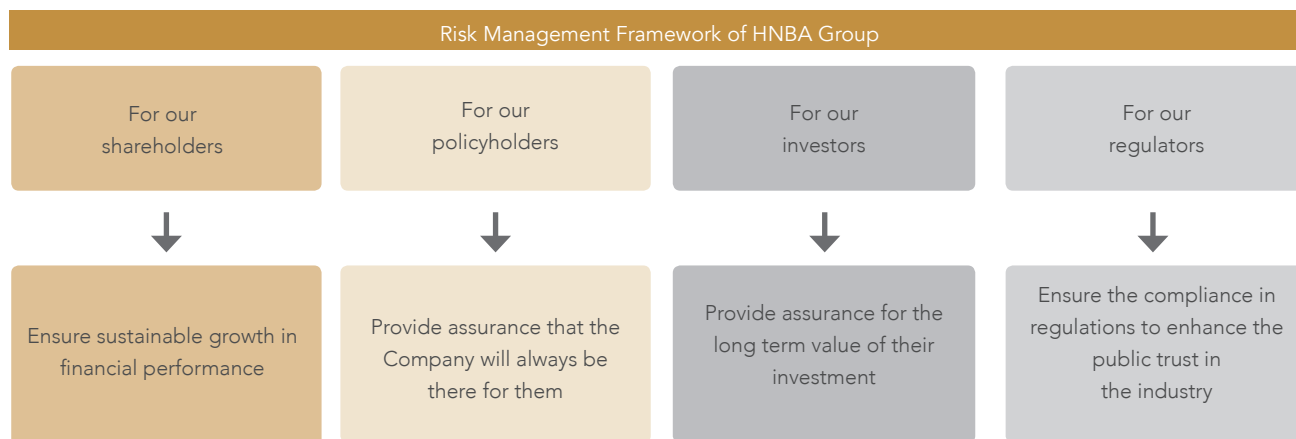 Risk Management Framework of HNBA Group
For our
shareholders
For our
policyholders
For our
investors
For our
regulators
Ensure sustainable growth in
financial performance
Provide assurance that the
Company will always be
there for them
Provide assurance for the
long term value of their
investment
Ensure the compliance in
regulations to enhance the
public trust in
the industry